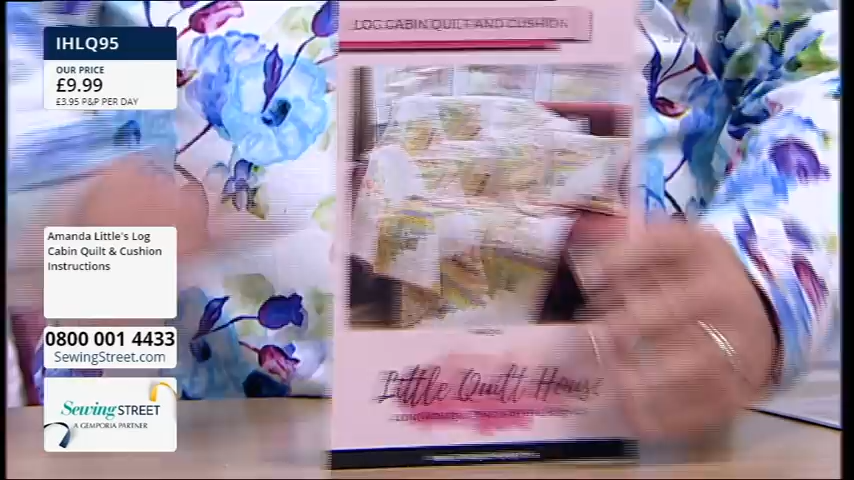 IHLQ95
OUR PRICE
£9.99
£3.95 P&P PER DAY
LOG CABIN QUILT AND CUSHION
Amanda Little's Log
Cabin Quilt & Cushion
Instructions
0800 001 4433
SewingStreet.com
Sewing STREET
A GEMPORIA PARTNER
Little Quilt House